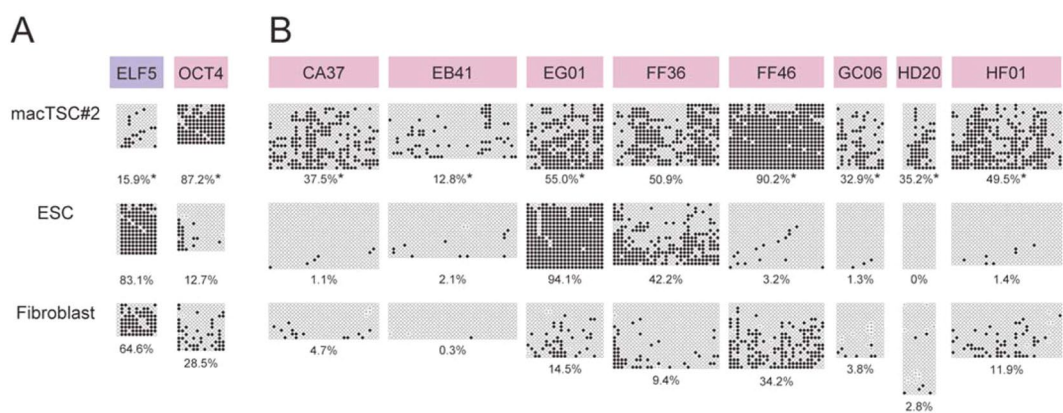 A
B
ELF5 OCT4 CA37 EB41 EG01 FF36 FF46 GC06 HD20 HF01
macTSC#2
15.9%* 87.2%* 37.5%* 12.8%* 55.0%* 50.9% 90.2%* 32.9%* 35.2%* 49.5%*
ESC
83.1% 12.7% 1.1% 2.1% 94.1% 42.2% 3.2% 1.3% 0% 1.4%
Fibroblast
64.6% 28.5% 4.7% 0.3% 14.5% 9.4% 34.2% 3.8% 2.8% 11.9%